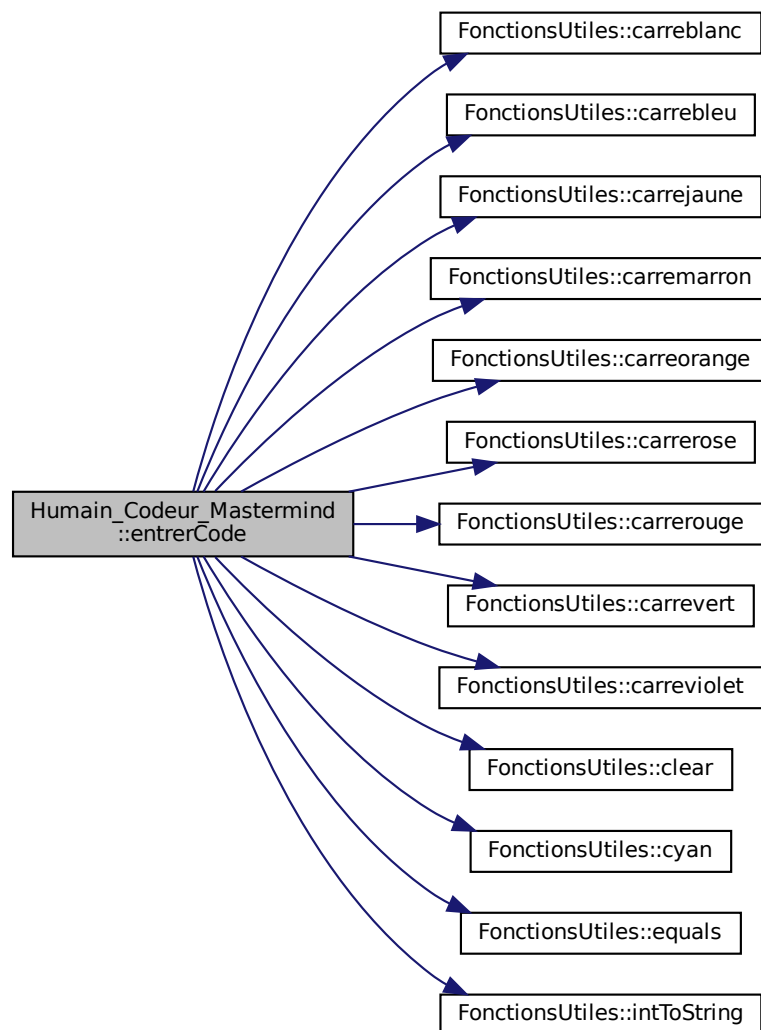 FonctionsUtiles::carreblanc
FonctionsUtiles::carrebleu
FonctionsUtiles::carrejaune
FonctionsUtiles::carremarron
FonctionsUtiles::carreorange
FonctionsUtiles::carrerose
Humain_Codeur_Mastermind
::entrerCode
FonctionsUtiles::carrerouge
FonctionsUtiles::carrevert
FonctionsUtiles::carreviolet
FonctionsUtiles::clear
FonctionsUtiles::cyan
FonctionsUtiles::equals
FonctionsUtiles::intToString